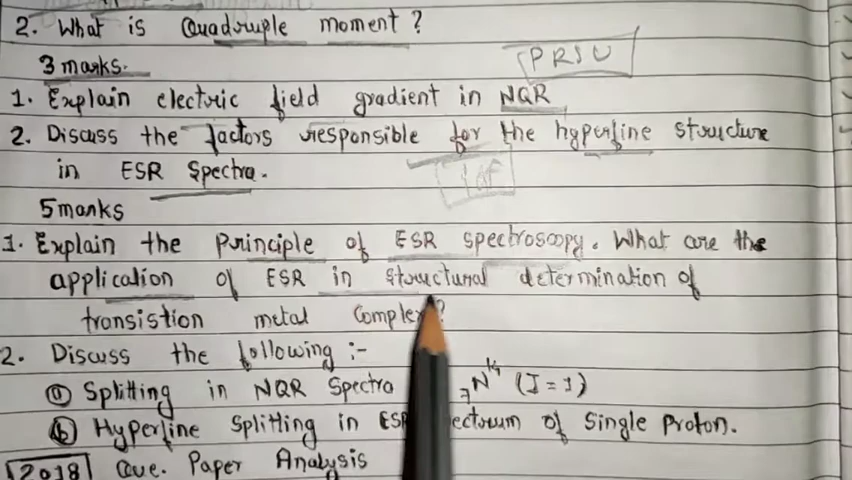 2. What is Quadruple moment ?
PRSU
3 marks.
1. Explain electric field gradient in NQR
2. Discuss the factors responsible for the hyperfine structure
in ESR Spectra.
5 marks
1. Explain the principle of ESR spectroscopy. What are the
application of ESR in structural determination of
transistion metal Complex?
2. Discuss the following :-
(a) Splitting in NQR Spectra 7N14 (I = 1)
(b) Hyperfine Splitting in ESR Spectrum of Single Proton.
2018 Que. Paper Analysis